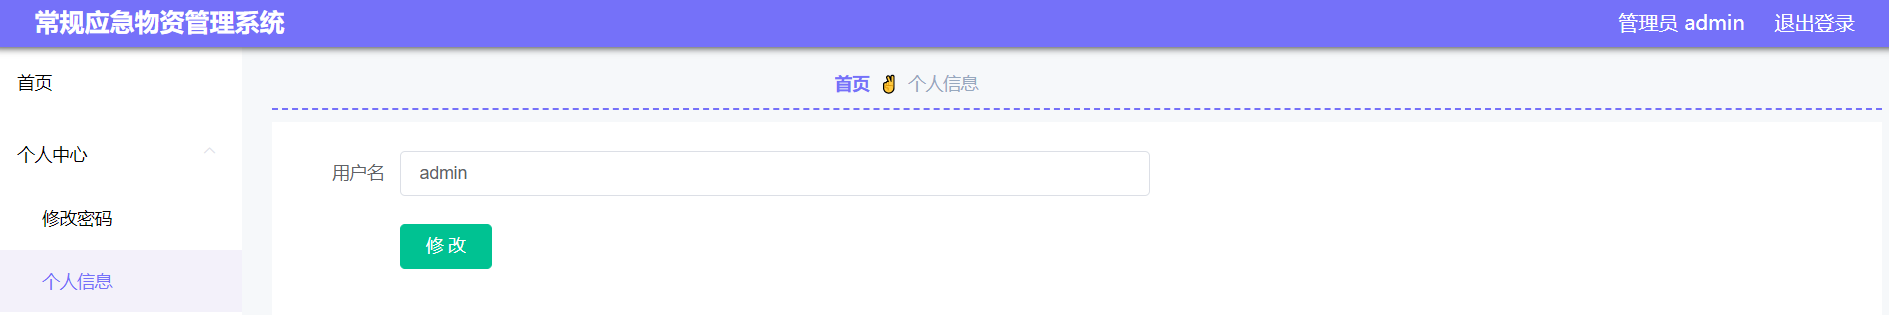 常规应急物资管理系统
管理员 admin 退出登录
首页
首页 ✌ 个人信息
个人中心
用户名 admin
修改密码
修 改
个人信息